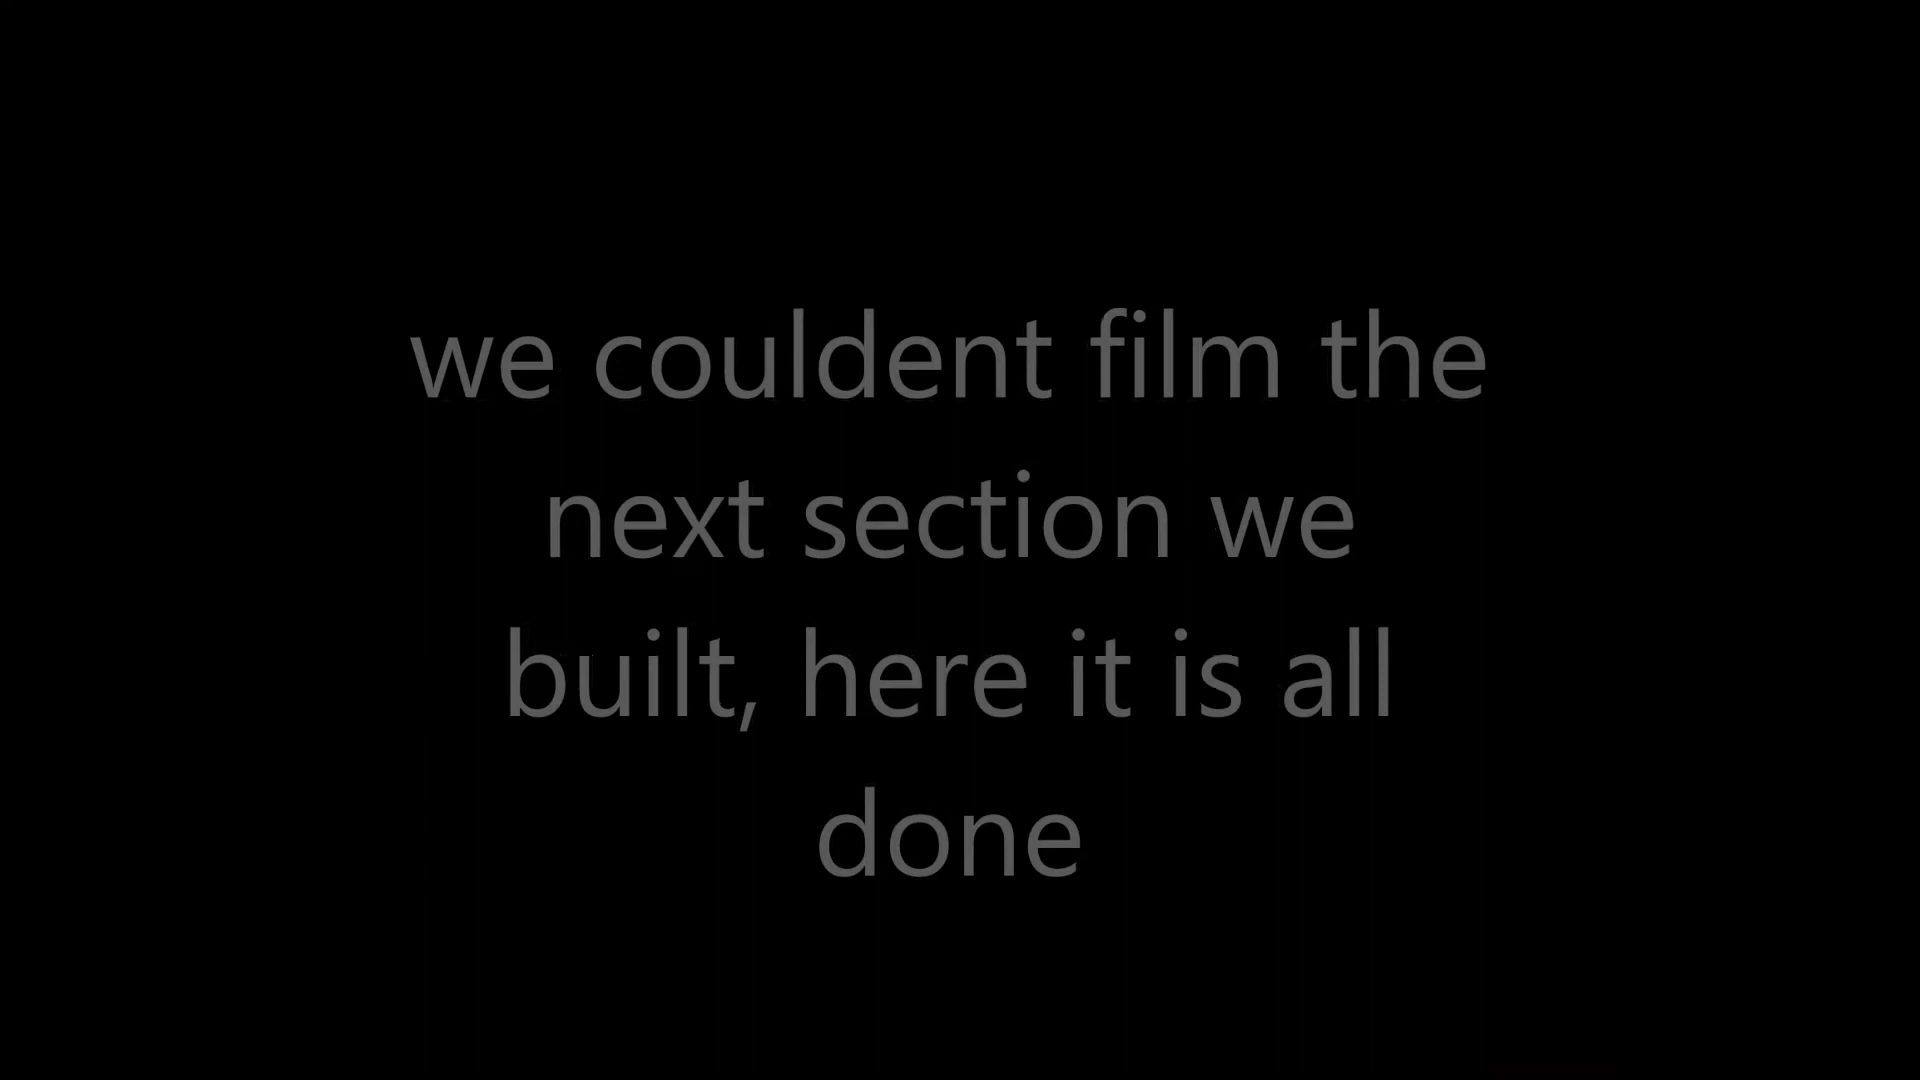 we couldent film the
next section we
built, here it is all
done